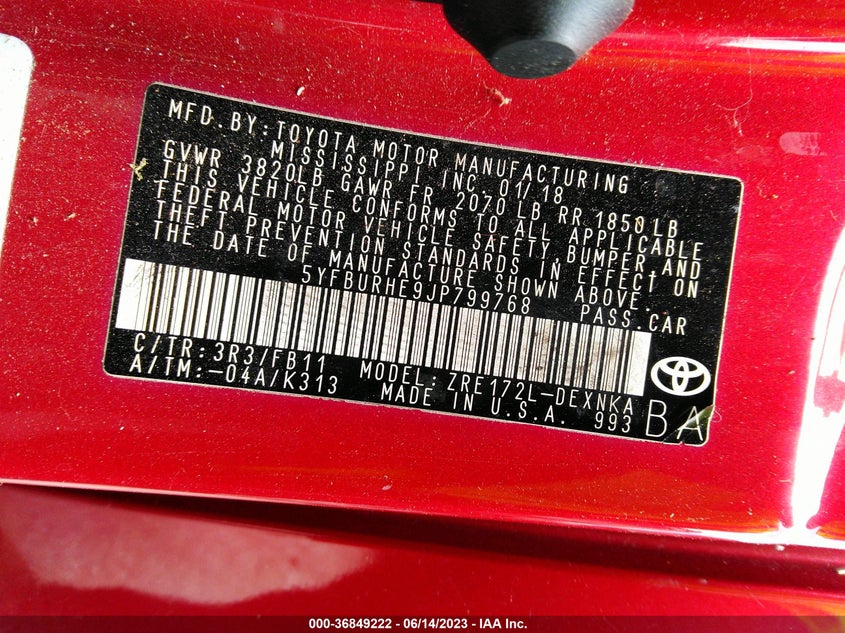 MFD.BY:TOYOTA MOTOR MANUFACTURING
MISSISSIPPI INC. 01/18
GVWR 3820LB GAWR FR 2070LB RR 1850LB
THIS VEHICLE CONFORMS TO ALL APPLICABLE
FEDERAL MOTOR VEHICLE SAFETY,BUMPER AND
THEFT PREVENTION STANDARDS IN EFFECT ON
THE DATE OF MANUFACTURE SHOWN ABOVE.
5YFBURHE9JP799768 PASS.CAR
C/TR:3R3/FB11 MODEL:ZRE172L-DEXNKA
A/TM:-04A/K313 MADE IN U.S.A. 993 BA
000-36849222 - 06/14/2023 - IAA Inc.